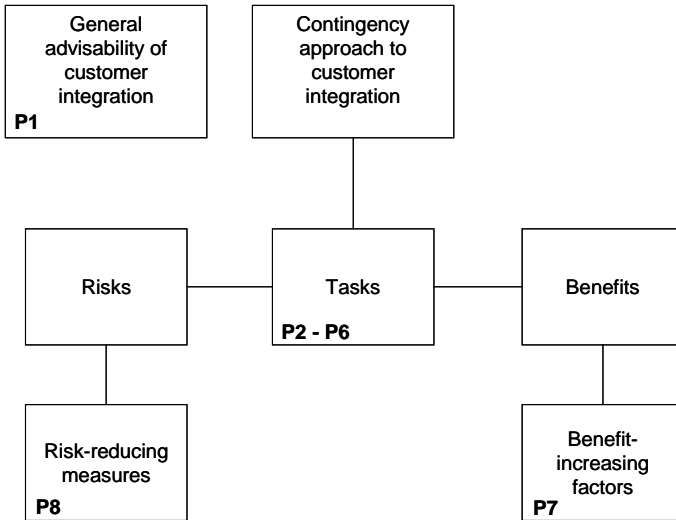 General
advisability of
customer
integration
P1
Contingency
approach to
customer
integration
Risks
Tasks
P2 - P6
Benefits
Risk-reducing
measures
P8
Benefit-
increasing
factors
P7